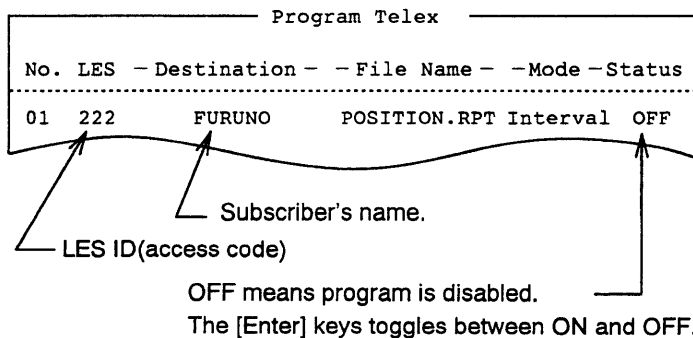 Program Telex
No. LES - Destination - - File Name - - Mode - Status
01 222 FURUNO POSITION.RPT Interval OFF
Subscriber's name.
LES ID(access code)
OFF means program is disabled.
The [Enter] keys toggles between ON and OFF.